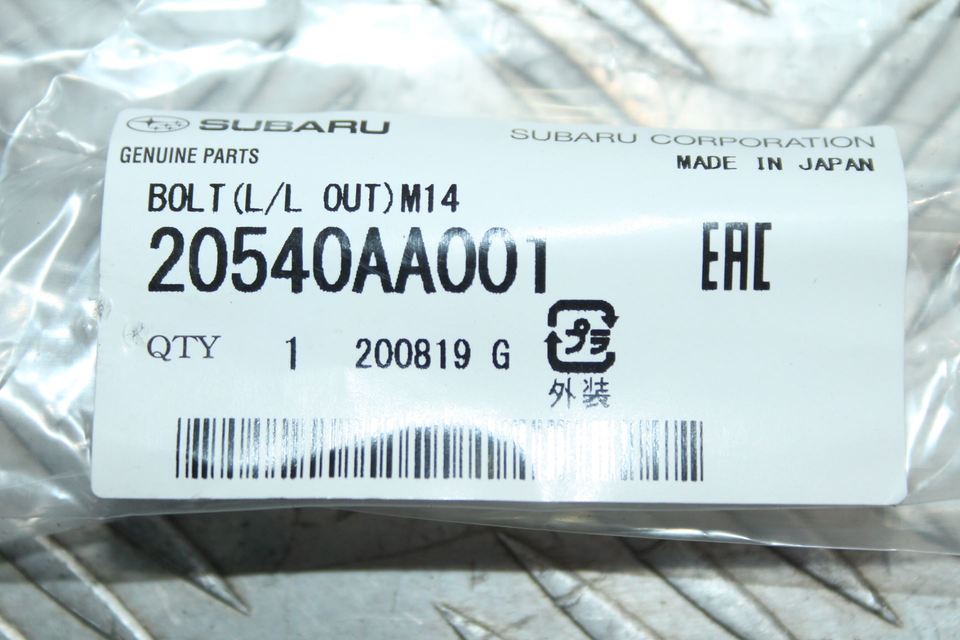 SUBARU
SUBARU CORPORATION
GENUINE PARTS
MADE IN JAPAN
BOLT(L/L OUT)M14
20540AA001
EAC
QTY 1 200819 G
プラ
外装